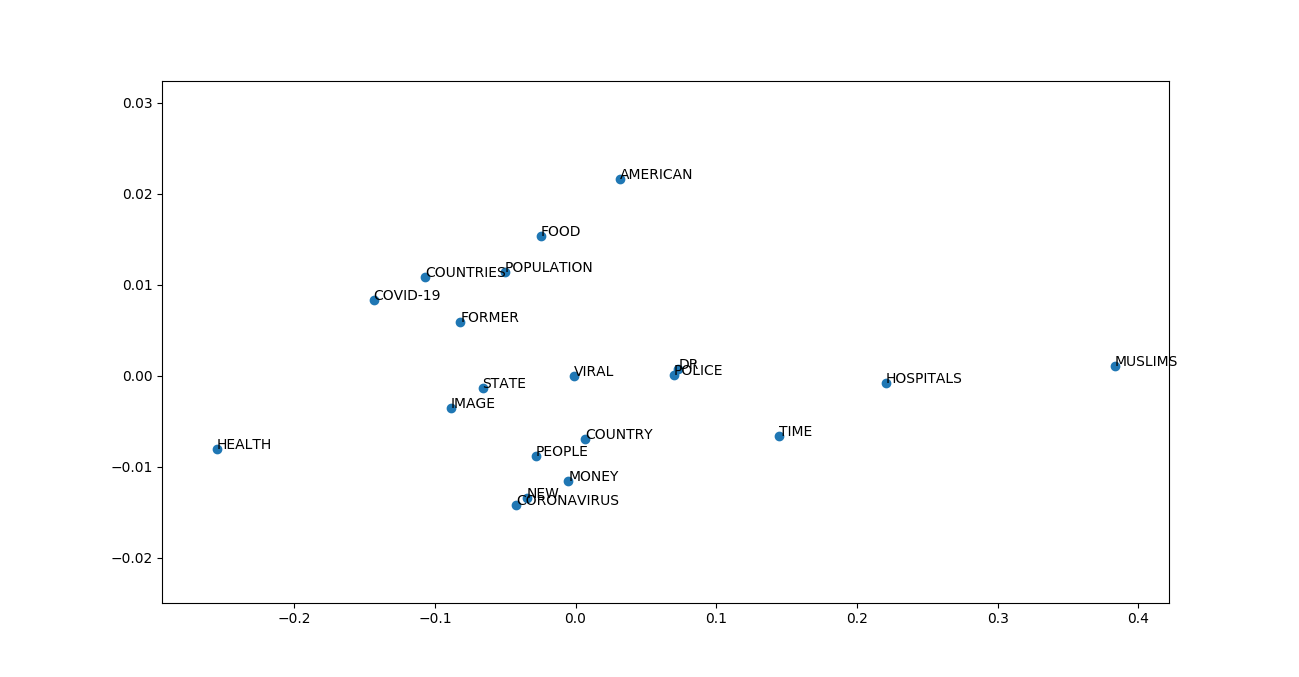 0.03
AMERICAN
0.02
FOOD
POPULATION
COUNTRIES
0.01
COVID-19
FORMER
DR
MUSLIMS
POLICE
VIRAL
0.00
HOSPITALS
STATE
IMAGE
TIME
COUNTRY
HEALTH
PEOPLE
−0.01
MONEY
NEW
CORONAVIRUS
−0.02
−0.2 −0.1 0.0 0.1 0.2 0.3 0.4